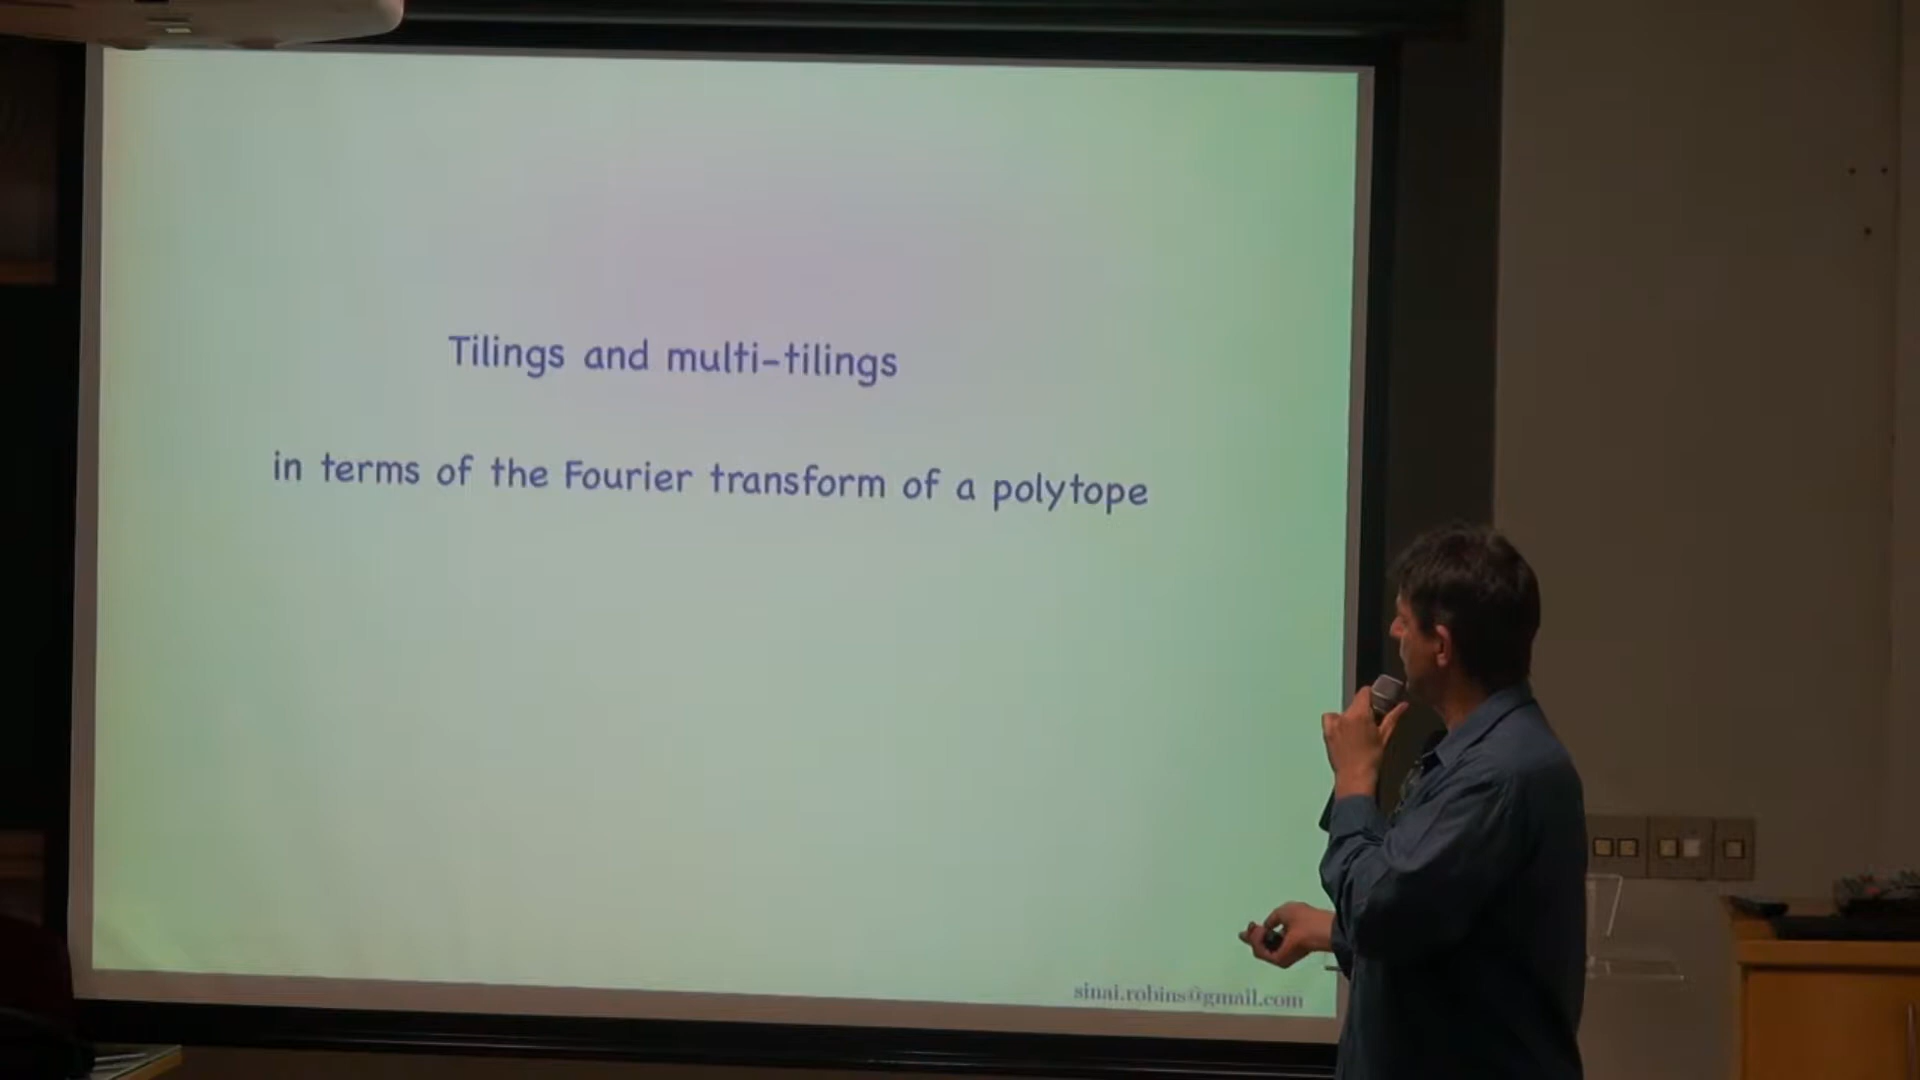 Tilings and multi-tilings
in terms of the Fourier transform of a polytope
sinai.robins@gmail.com